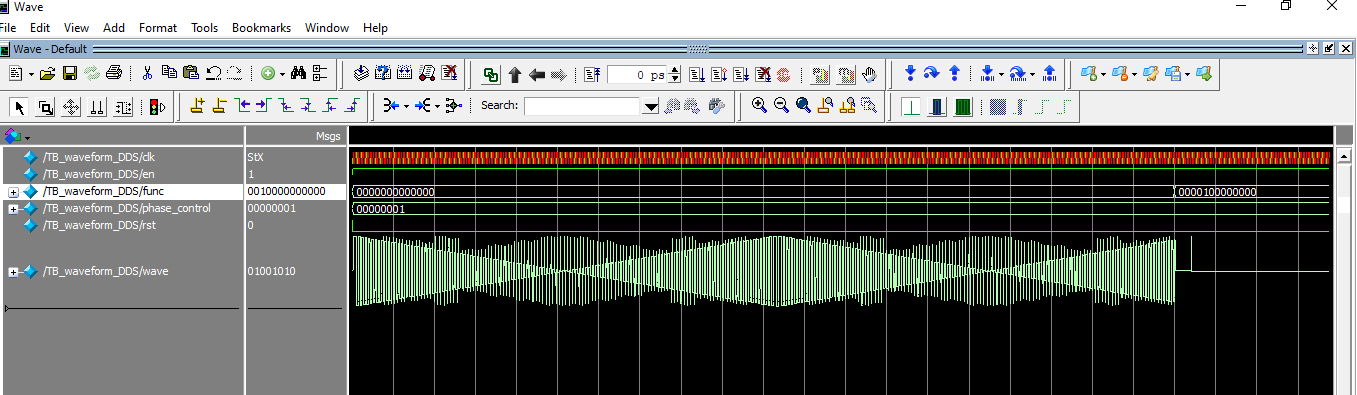 Wave
File Edit View Add Format Tools Bookmarks Window Help
Wave - Default
0 ps
Search:
Msgs
/TB_waveform_DDS/clk StX
/TB_waveform_DDS/en 1
/TB_waveform_DDS/func 0010000000000 0000000000000 0000100000000
/TB_waveform_DDS/phase_control 00000001 00000001
/TB_waveform_DDS/rst 0
/TB_waveform_DDS/wave 01001010